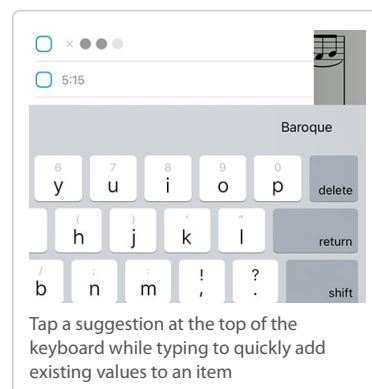 ×
5:15
Baroque
6 7 8 9 0
y u i o p delete
( ) ' "
h j k l return
/ ; : ! ?
b n m , . shift
Tap a suggestion at the top of the
keyboard while typing to quickly add
existing values to an item